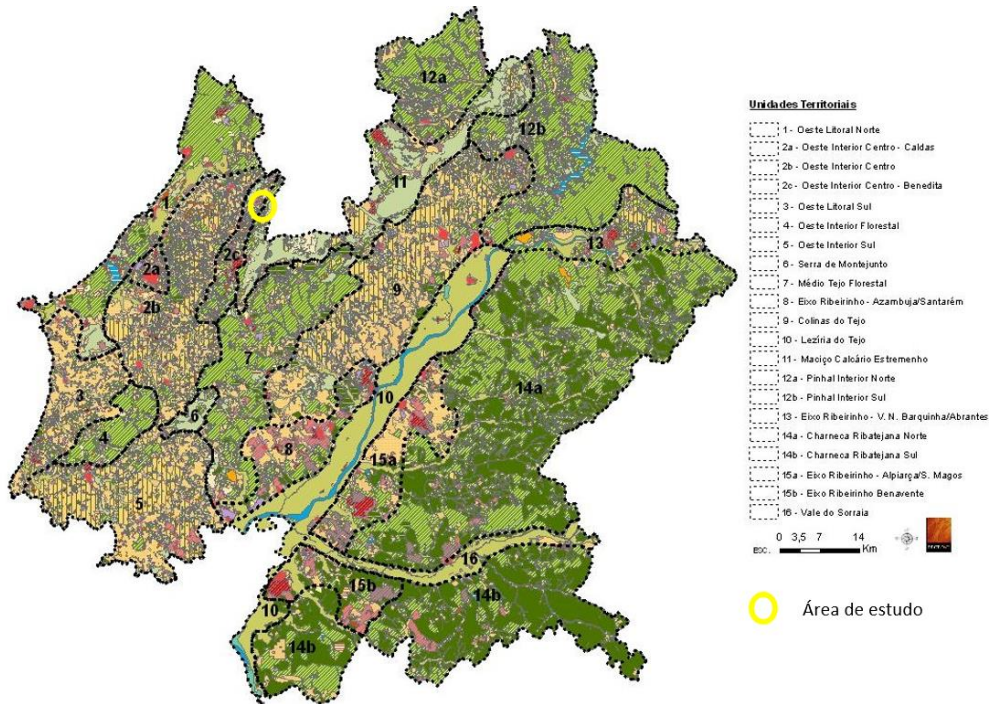 12a
12b
11
1
2c
13
2a
2b
9
7
14a
3
10
6
4
8
15a
5
16
15b
14b
10
14b
Unidades Territoriais
1 - Oeste Litoral Norte
2a - Oeste Interior Centro - Caldas
2b - Oeste Interior Centro
2c - Oeste Interior Centro - Benedita
3 - Oeste Litoral Sul
4 - Oeste Interior Florestal
5 - Oeste Interior Sul
6 - Serra de Montejunto
7 - Médio Tejo Florestal
8 - Eixo Ribeirinho - Azambuja/Santarém
9 - Colinas do Tejo
10 - Lezíria do Tejo
11 - Maciço Calcário Estremenho
12a - Pinhal Interior Norte
12b - Pinhal Interior Sul
13 - Eixo Ribeirinho - V. N. Barquinha/Abrantes
14a - Charneca Ribatejana Norte
14b - Charneca Ribatejana Sul
15a - Eixo Ribeirinho - Alpiarça/S. Magos
15b - Eixo Ribeirinho Benavente
16 - Vale do Sorraia
ESC. 0 3,5 7 14
Km
Área de estudo